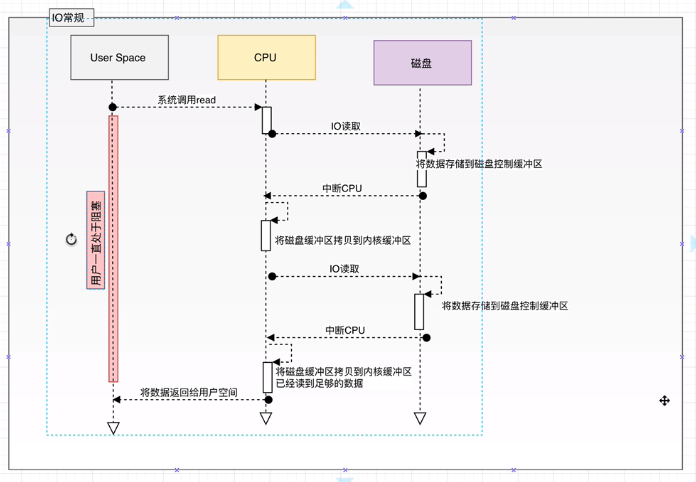 IO常规
User Space
CPU
磁盘
系统调用read
IO读取
将数据存储到磁盘控制缓冲区
中断CPU
将磁盘缓冲区拷贝到内核缓冲区
用户一直处于阻塞
IO读取
将数据存储到磁盘控制缓冲区
中断CPU
将磁盘缓冲区拷贝到内核缓冲区
已经读到足够的数据
将数据返回给用户空间